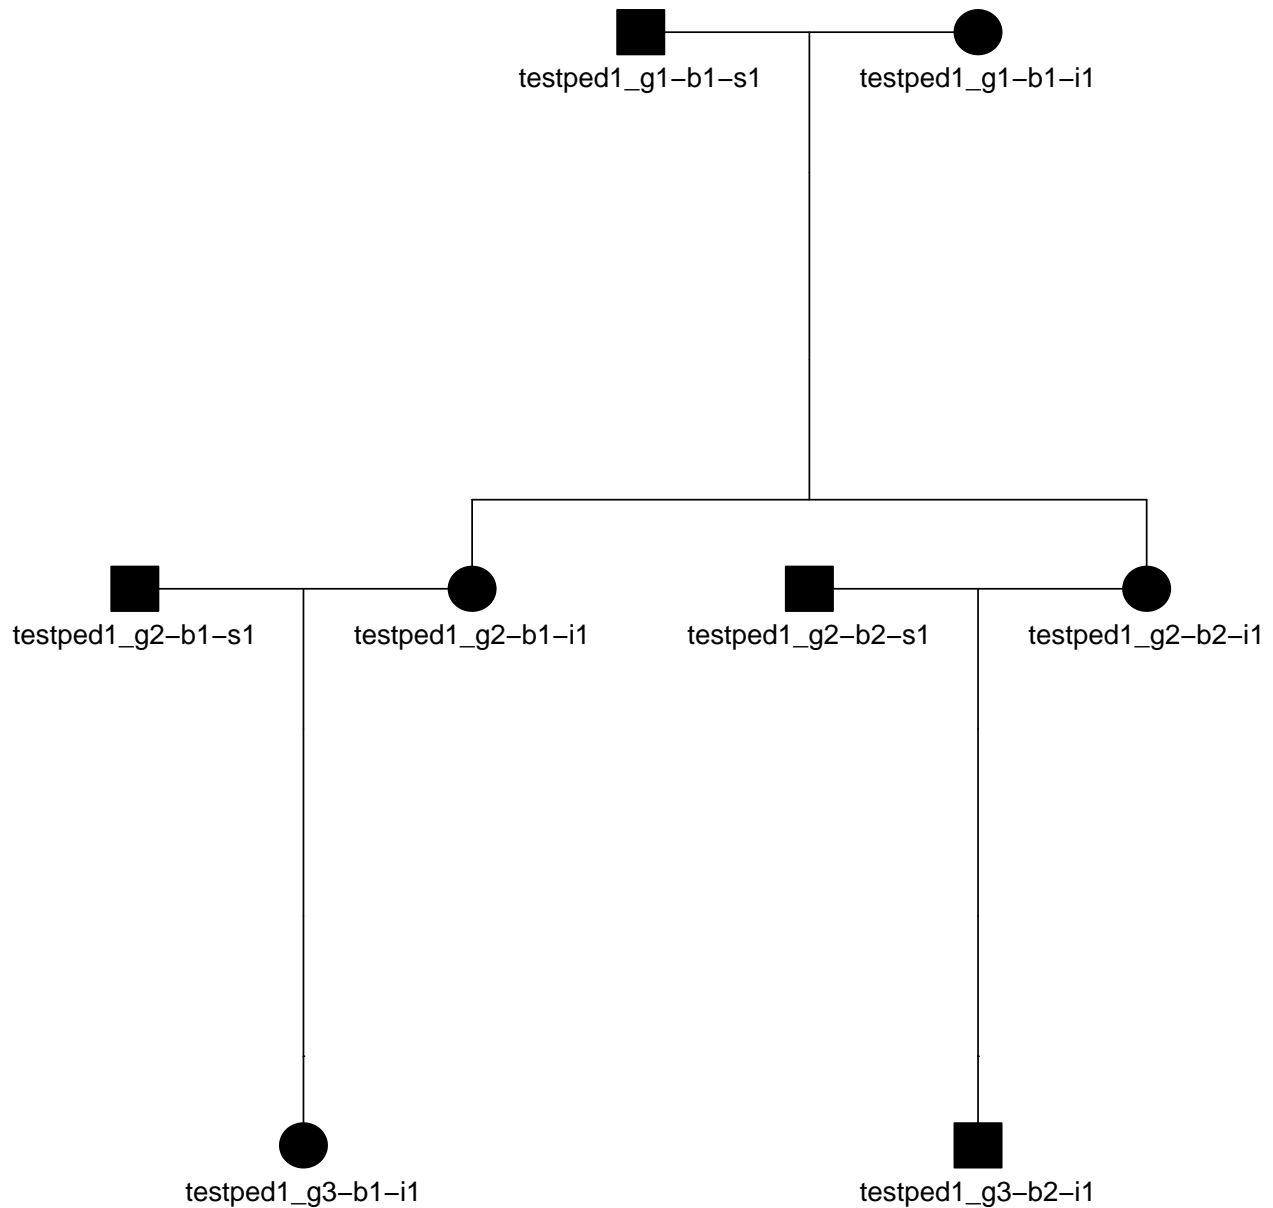 testped1_g1−b1−s1 testped1_g1−b1−i1
testped1_g2−b1−s1 testped1_g2−b1−i1 testped1_g2−b2−s1 testped1_g2−b2−i1
testped1_g3−b1−i1 testped1_g3−b2−i1